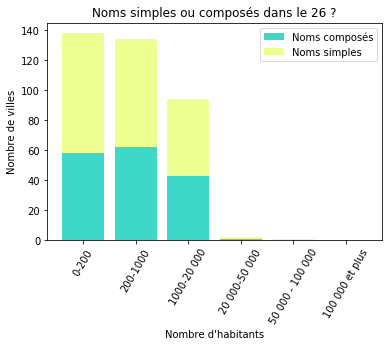 Noms simples ou composés dans le 26 ?
Noms composés
Noms simples
Nombre de villes
140
120
100
80
60
40
20
0
0-200
200-1000
1000-20 000
20 000-50 000
50 000 - 100 000
100 000 et plus
Nombre d'habitants